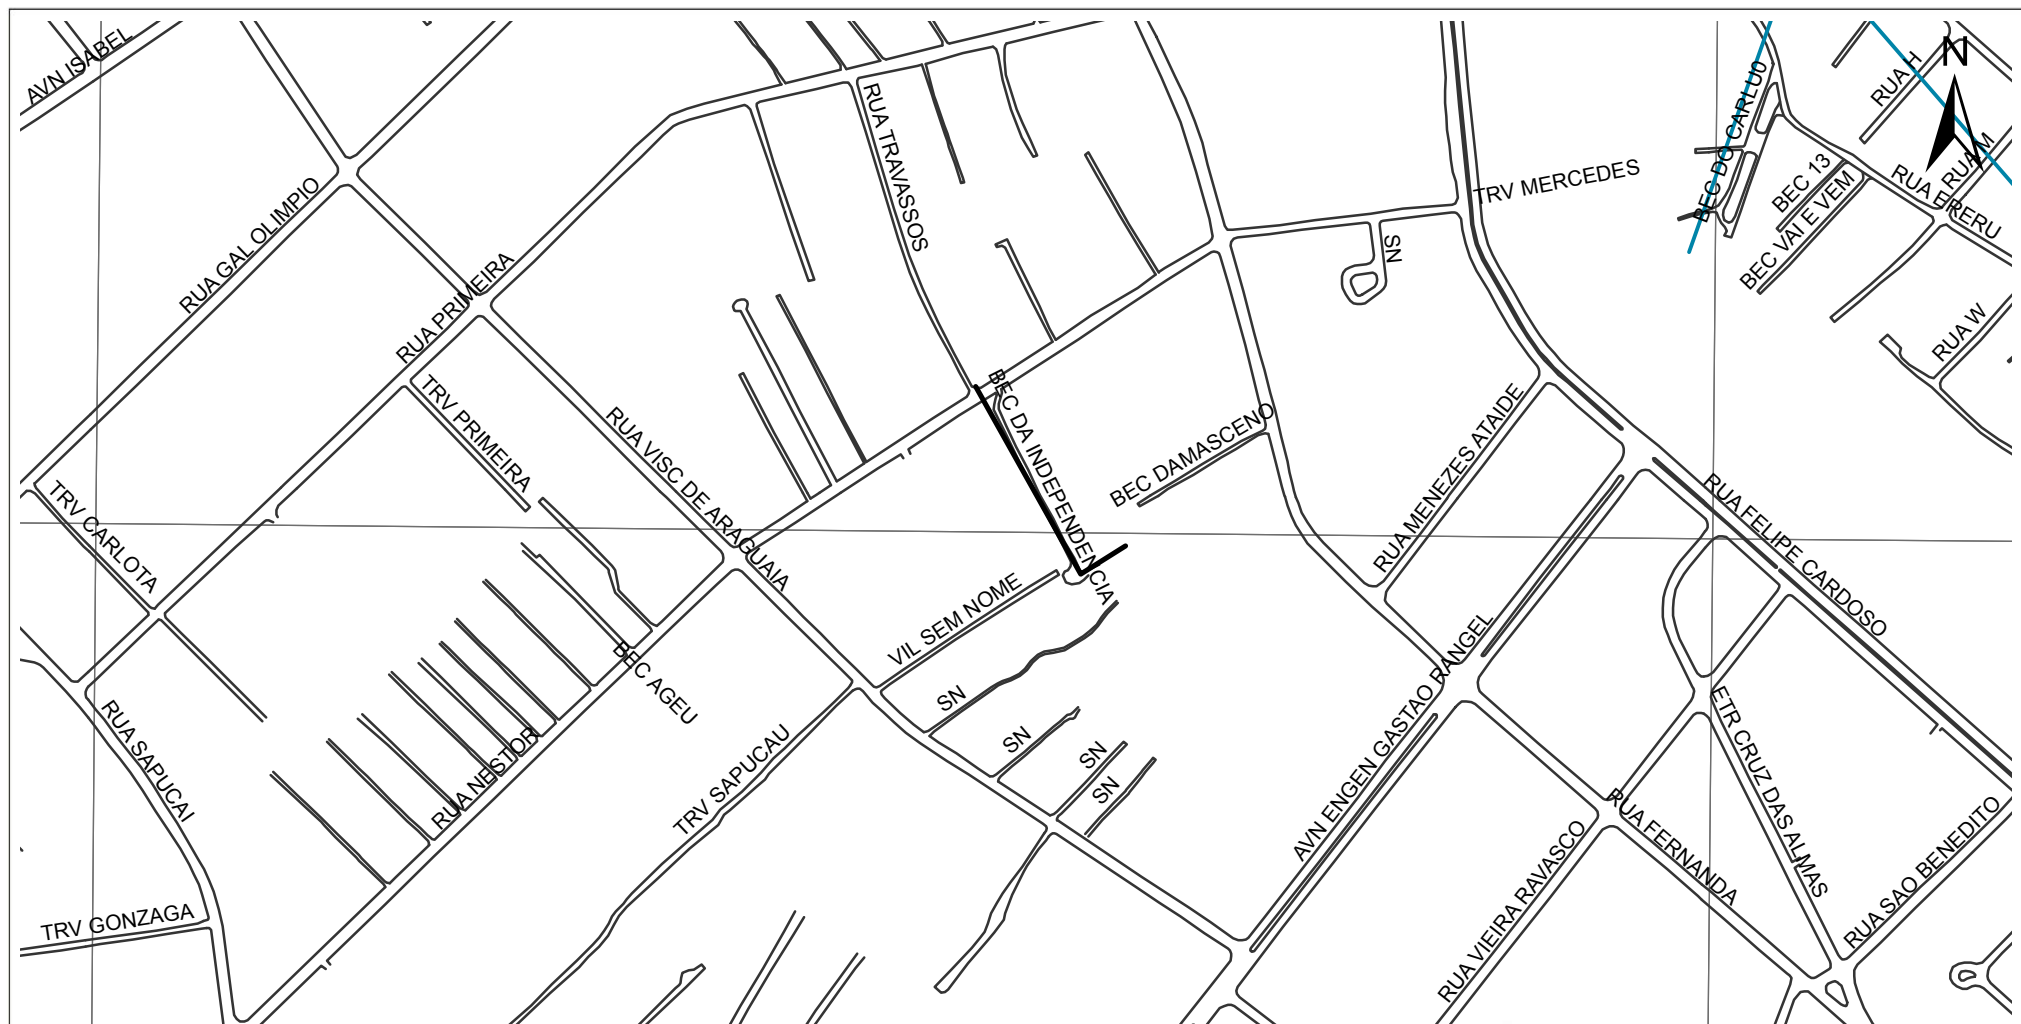 AVN ISABEL
N
RUA H
BEC DO CARLU0
RUA TRAVASSOS
RUA M
TRV MERCEDES
BEC 13
RUA ERERU
RUA GAL OLIMPIO
BEC VAI E VEM
SN
RUA PRIMEIRA
RUA W
TRV PRIMEIRA
BEC DA INDEPENDENCIA
RUA VISC DE ARAGUAIA
BEC DAMASCENO
RUA MENEZES ATAIDE
TRV CARLOTA
RUA FELIPE CARDOSO
VIL SEM NOME
BEC AGEU
SN
AVN ENGEN GASTAO RANGEL
RUA SAPUCAI
ETR CRUZ DAS ALMAS
SN
SN
SN
RUA NESTOR
TRV SAPUCAU
RUA FERNANDA
RUA VIEIRA RAVASCO
RUA SAO BENEDITO
TRV GONZAGA